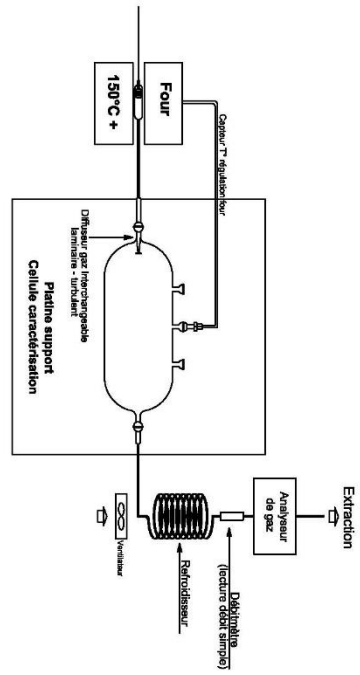 Four
150°C +
Capteur T° régulation four
Diffuseur gaz interchangeable
laminaire - turbulent
Platine support
Cellule caractérisation
Extraction
Analyseur
de gaz
Débitmètre
(lecture débit simple)
Refroidisseur
Ventilateur